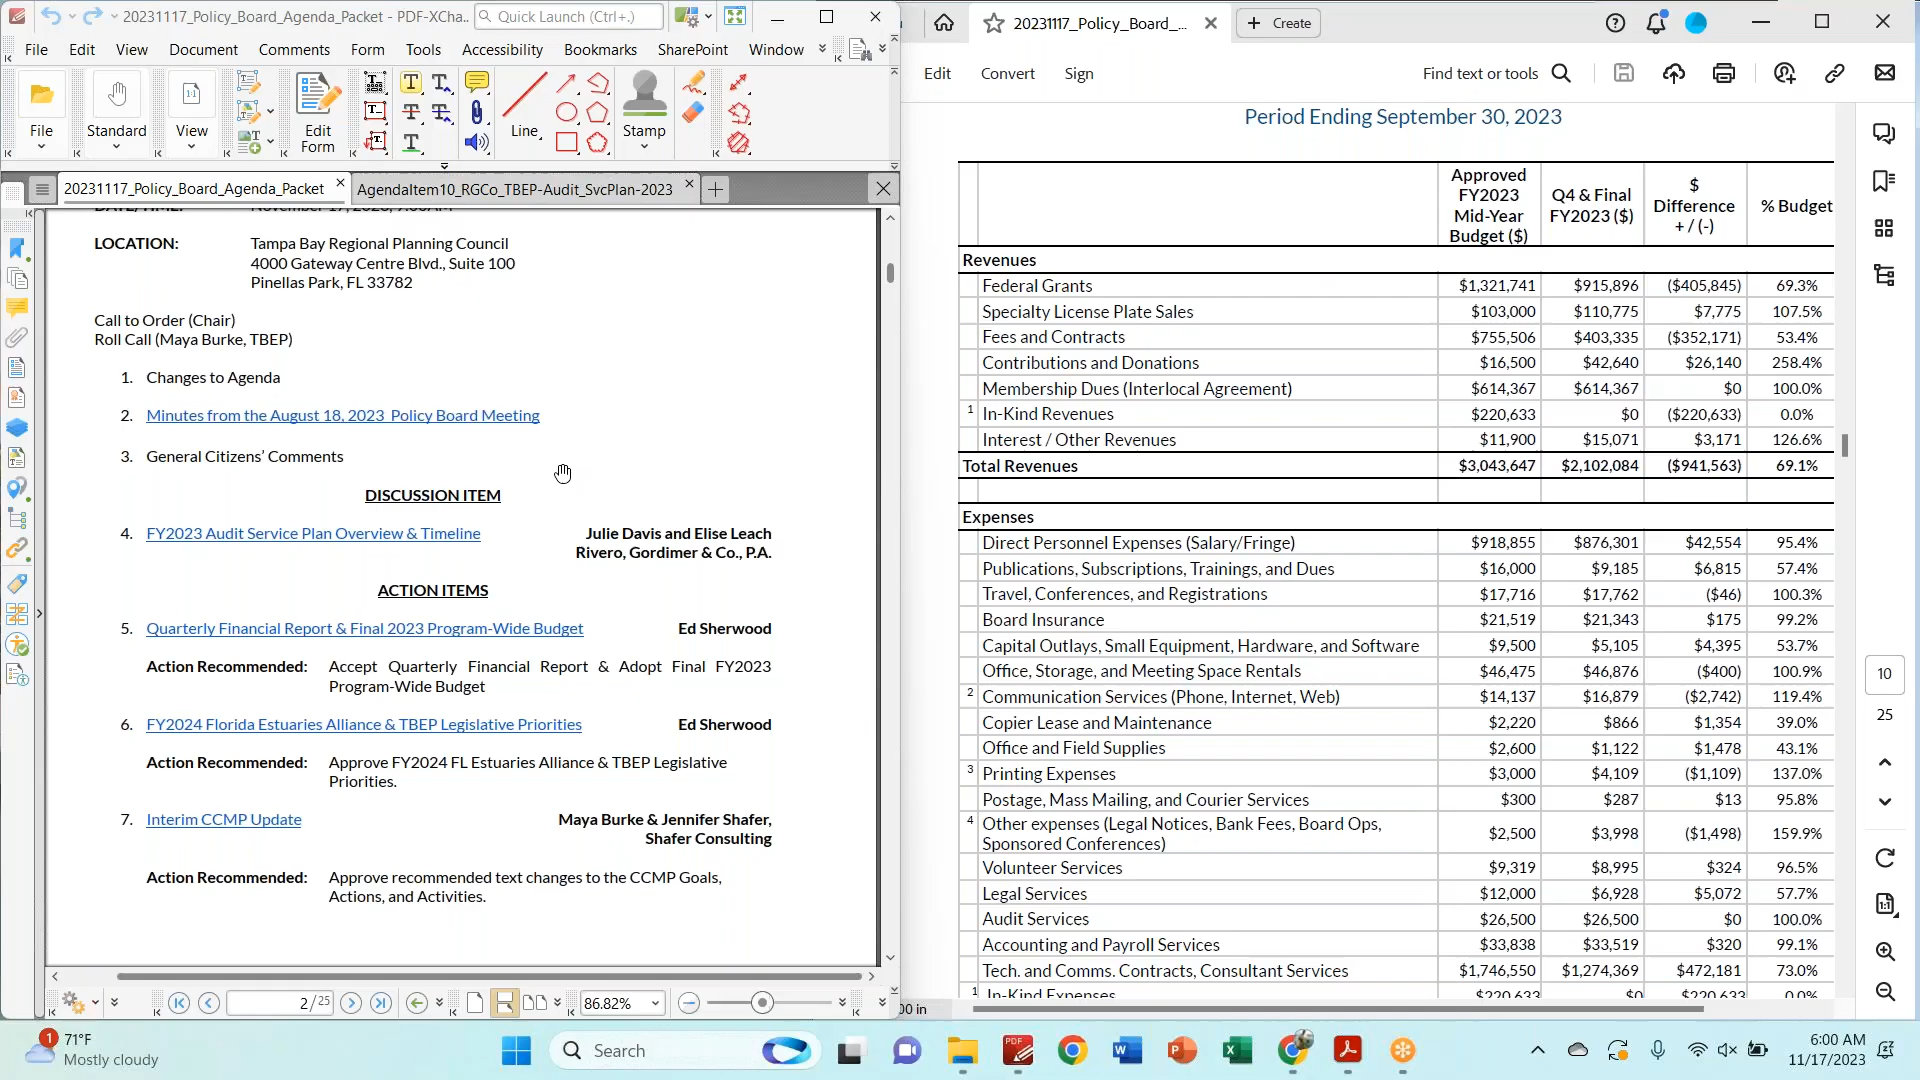 20231117_Policy_Board_Agenda_Packet - PDF-XCha..
Quick Launch (Ctrl+.)
File Edit View Document Comments Form Tools Accessibility Bookmarks SharePoint Window
File
Standard
View
Edit
Form
Line
Stamp
20231117_Policy_Board_Agenda_Packet
AgendaItem10_RGCo_TBEP-Audit_SvcPlan-2023
LOCATION: Tampa Bay Regional Planning Council
4000 Gateway Centre Blvd., Suite 100
Pinellas Park, FL 33782
Call to Order (Chair)
Roll Call (Maya Burke, TBEP)
1. Changes to Agenda
2. Minutes from the August 18, 2023 Policy Board Meeting
3. General Citizens' Comments
DISCUSSION ITEM
4. FY2023 Audit Service Plan Overview & Timeline Julie Davis and Elise Leach
Rivero, Gordimer & Co., P.A.
ACTION ITEMS
5. Quarterly Financial Report & Final 2023 Program-Wide Budget Ed Sherwood
Action Recommended: Accept Quarterly Financial Report & Adopt Final FY2023
Program-Wide Budget
6. FY2024 Florida Estuaries Alliance & TBEP Legislative Priorities Ed Sherwood
Action Recommended: Approve FY2024 FL Estuaries Alliance & TBEP Legislative
Priorities.
7. Interim CCMP Update Maya Burke & Jennifer Shafer,
Shafer Consulting
Action Recommended: Approve recommended text changes to the CCMP Goals,
Actions, and Activities.
2 /25
86.82%
20231117_Policy_Board_...
+ Create
Edit Convert Sign
Find text or tools
Period Ending September 30, 2023
Approved
FY2023
Mid-Year
Budget ($)
Q4 & Final
FY2023 ($)
$
Difference
+ / (-)
% Budget
Revenues
Federal Grants $1,321,741 $915,896 ($405,845) 69.3%
Specialty License Plate Sales $103,000 $110,775 $7,775 107.5%
Fees and Contracts $755,506 $403,335 ($352,171) 53.4%
Contributions and Donations $16,500 $42,640 $26,140 258.4%
Membership Dues (Interlocal Agreement) $614,367 $614,367 $0 100.0%
1 In-Kind Revenues $220,633 $0 ($220,633) 0.0%
Interest / Other Revenues $11,900 $15,071 $3,171 126.6%
Total Revenues $3,043,647 $2,102,084 ($941,563) 69.1%
Expenses
Direct Personnel Expenses (Salary/Fringe) $918,855 $876,301 $42,554 95.4%
Publications, Subscriptions, Trainings, and Dues $16,000 $9,185 $6,815 57.4%
Travel, Conferences, and Registrations $17,716 $17,762 ($46) 100.3%
Board Insurance $21,519 $21,343 $175 99.2%
Capital Outlays, Small Equipment, Hardware, and Software $9,500 $5,105 $4,395 53.7%
Office, Storage, and Meeting Space Rentals $46,475 $46,876 ($400) 100.9%
2 Communication Services (Phone, Internet, Web) $14,137 $16,879 ($2,742) 119.4%
Copier Lease and Maintenance $2,220 $866 $1,354 39.0%
Office and Field Supplies $2,600 $1,122 $1,478 43.1%
3 Printing Expenses $3,000 $4,109 ($1,109) 137.0%
Postage, Mass Mailing, and Courier Services $300 $287 $13 95.8%
4 Other expenses (Legal Notices, Bank Fees, Board Ops,
Sponsored Conferences) $2,500 $3,998 ($1,498) 159.9%
Volunteer Services $9,319 $8,995 $324 96.5%
Legal Services $12,000 $6,928 $5,072 57.7%
Audit Services $26,500 $26,500 $0 100.0%
Accounting and Payroll Services $33,838 $33,519 $320 99.1%
Tech. and Comms. Contracts, Consultant Services $1,746,550 $1,274,369 $472,181 73.0%
1 In-Kind Expenses $220,633 $0 $220,633 0.0%
10
25
00 in
1
71°F
Mostly cloudy
Search
6:00 AM
11/17/2023